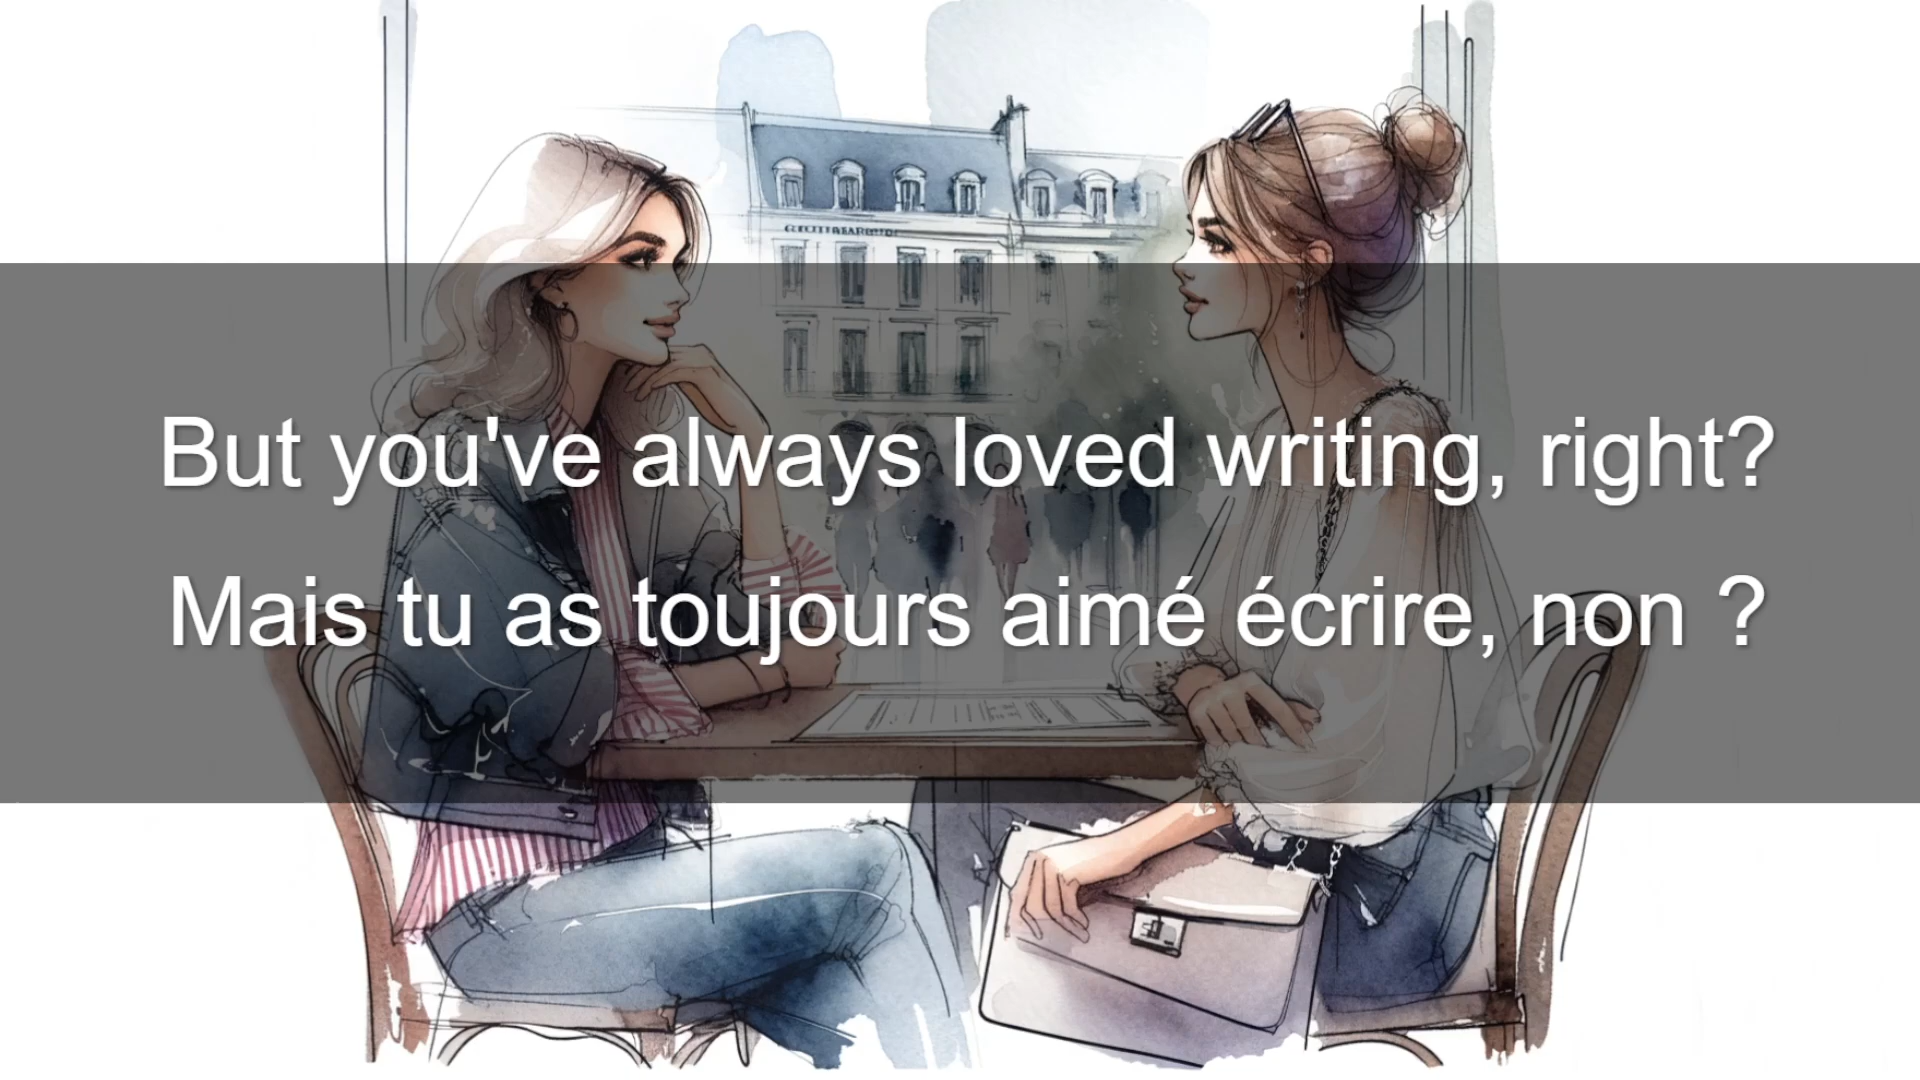 But you've always loved writing, right?
Mais tu as toujours aimé écrire, non ?